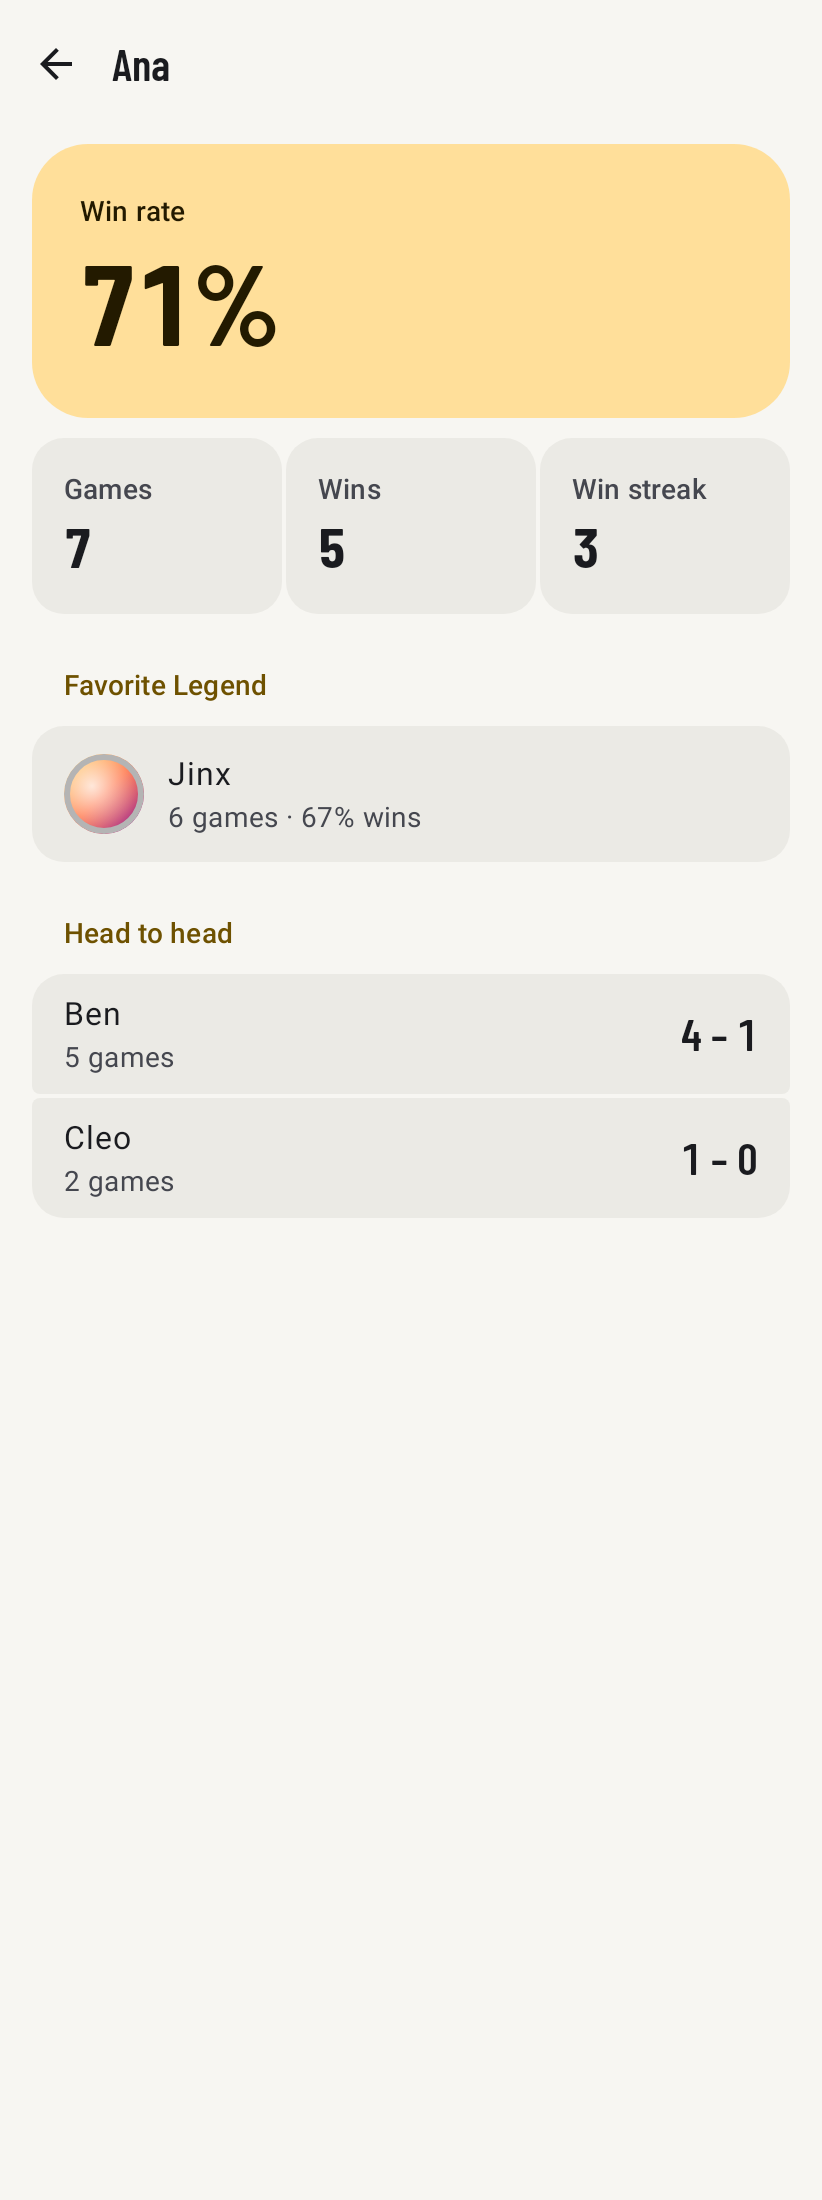 Ana
Win rate
71%
Games
7
Wins
5
Win streak
3
Favorite Legend
Jinx
6 games · 67% wins
Head to head
Ben
5 games
4 – 1
Cleo
2 games
1 – 0